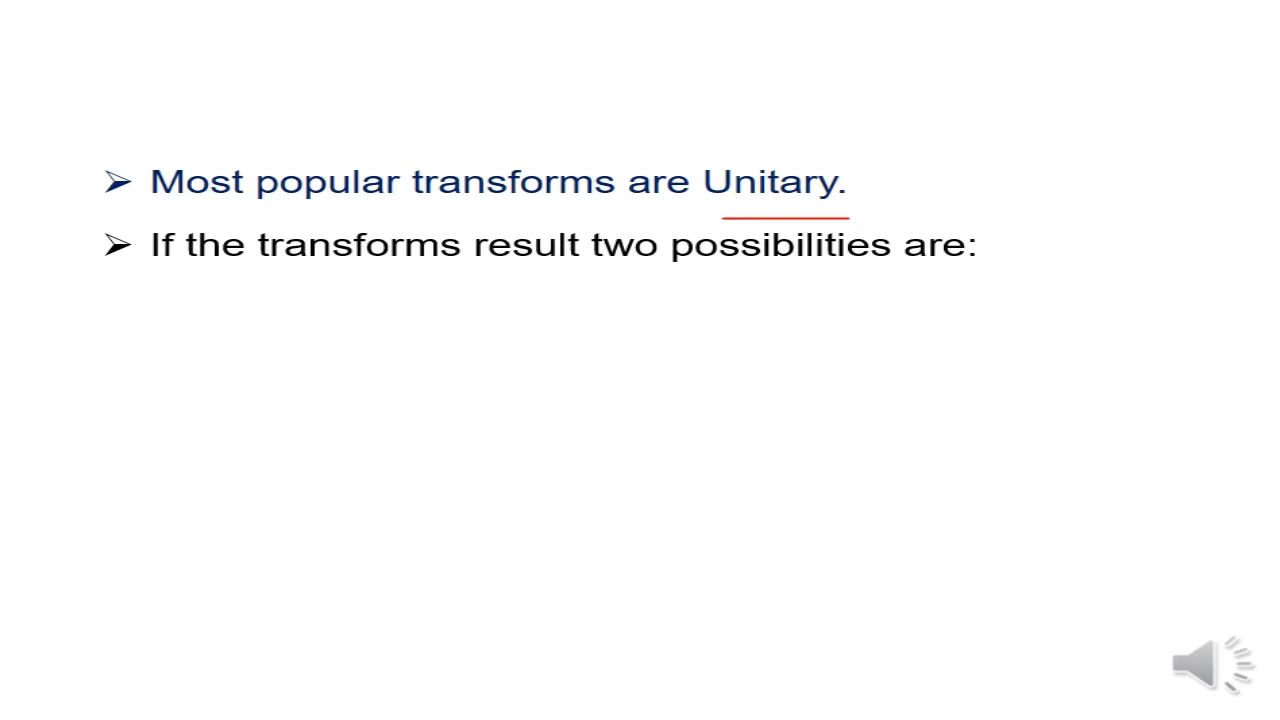 ➢ Most popular transforms are Unitary.
➢ If the transforms result two possibilities are: